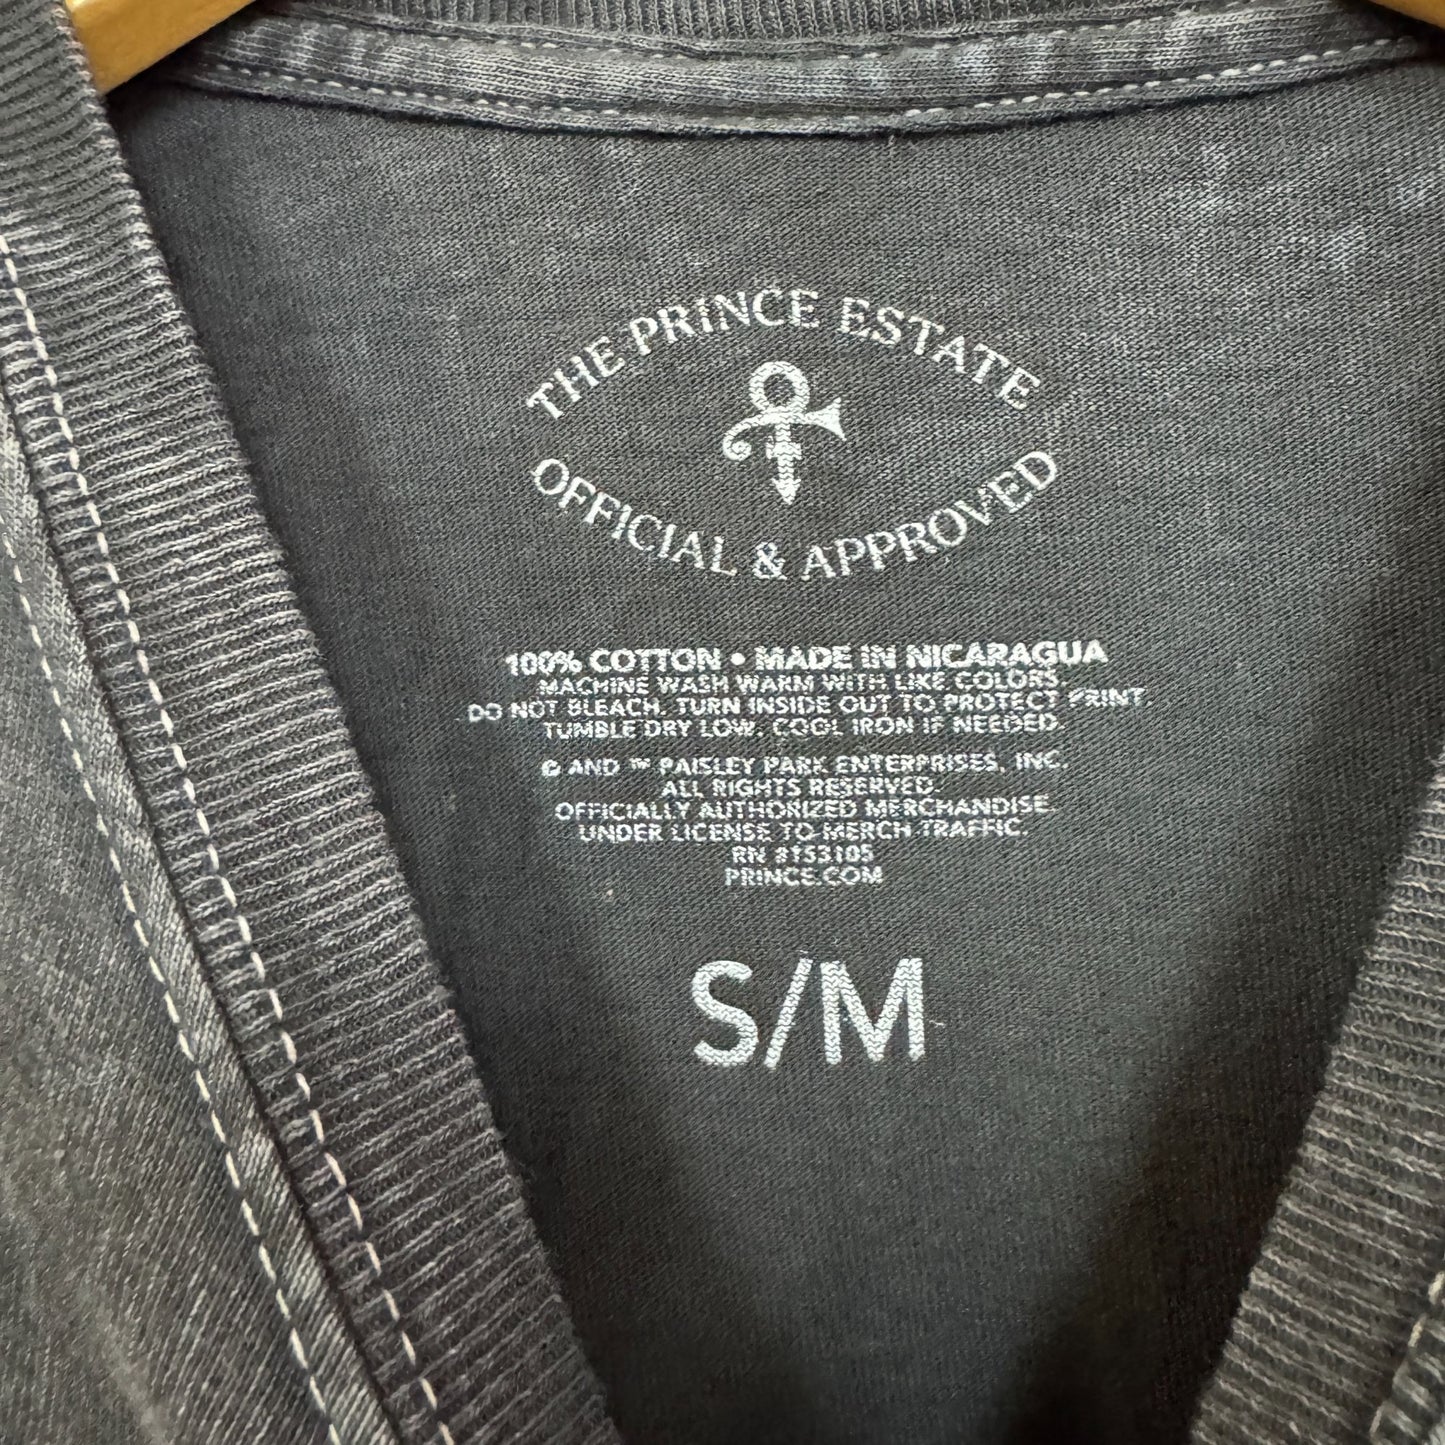 THE PRINCE ESTATE
OFFICIAL & APPROVED
100% COTTON • MADE IN NICARAGUA
MACHINE WASH WARM WITH LIKE COLORS.
DO NOT BLEACH. TURN INSIDE OUT TO PROTECT PRINT
TUMBLE DRY LOW. COOL IRON IF NEEDED.
© AND ™ PAISLEY PARK ENTERPRISES, INC.
ALL RIGHTS RESERVED.
OFFICIALLY AUTHORIZED MERCHANDISE.
UNDER LICENSE TO MERCH TRAFFIC.
RN #153105
PRINCE.COM
S/M